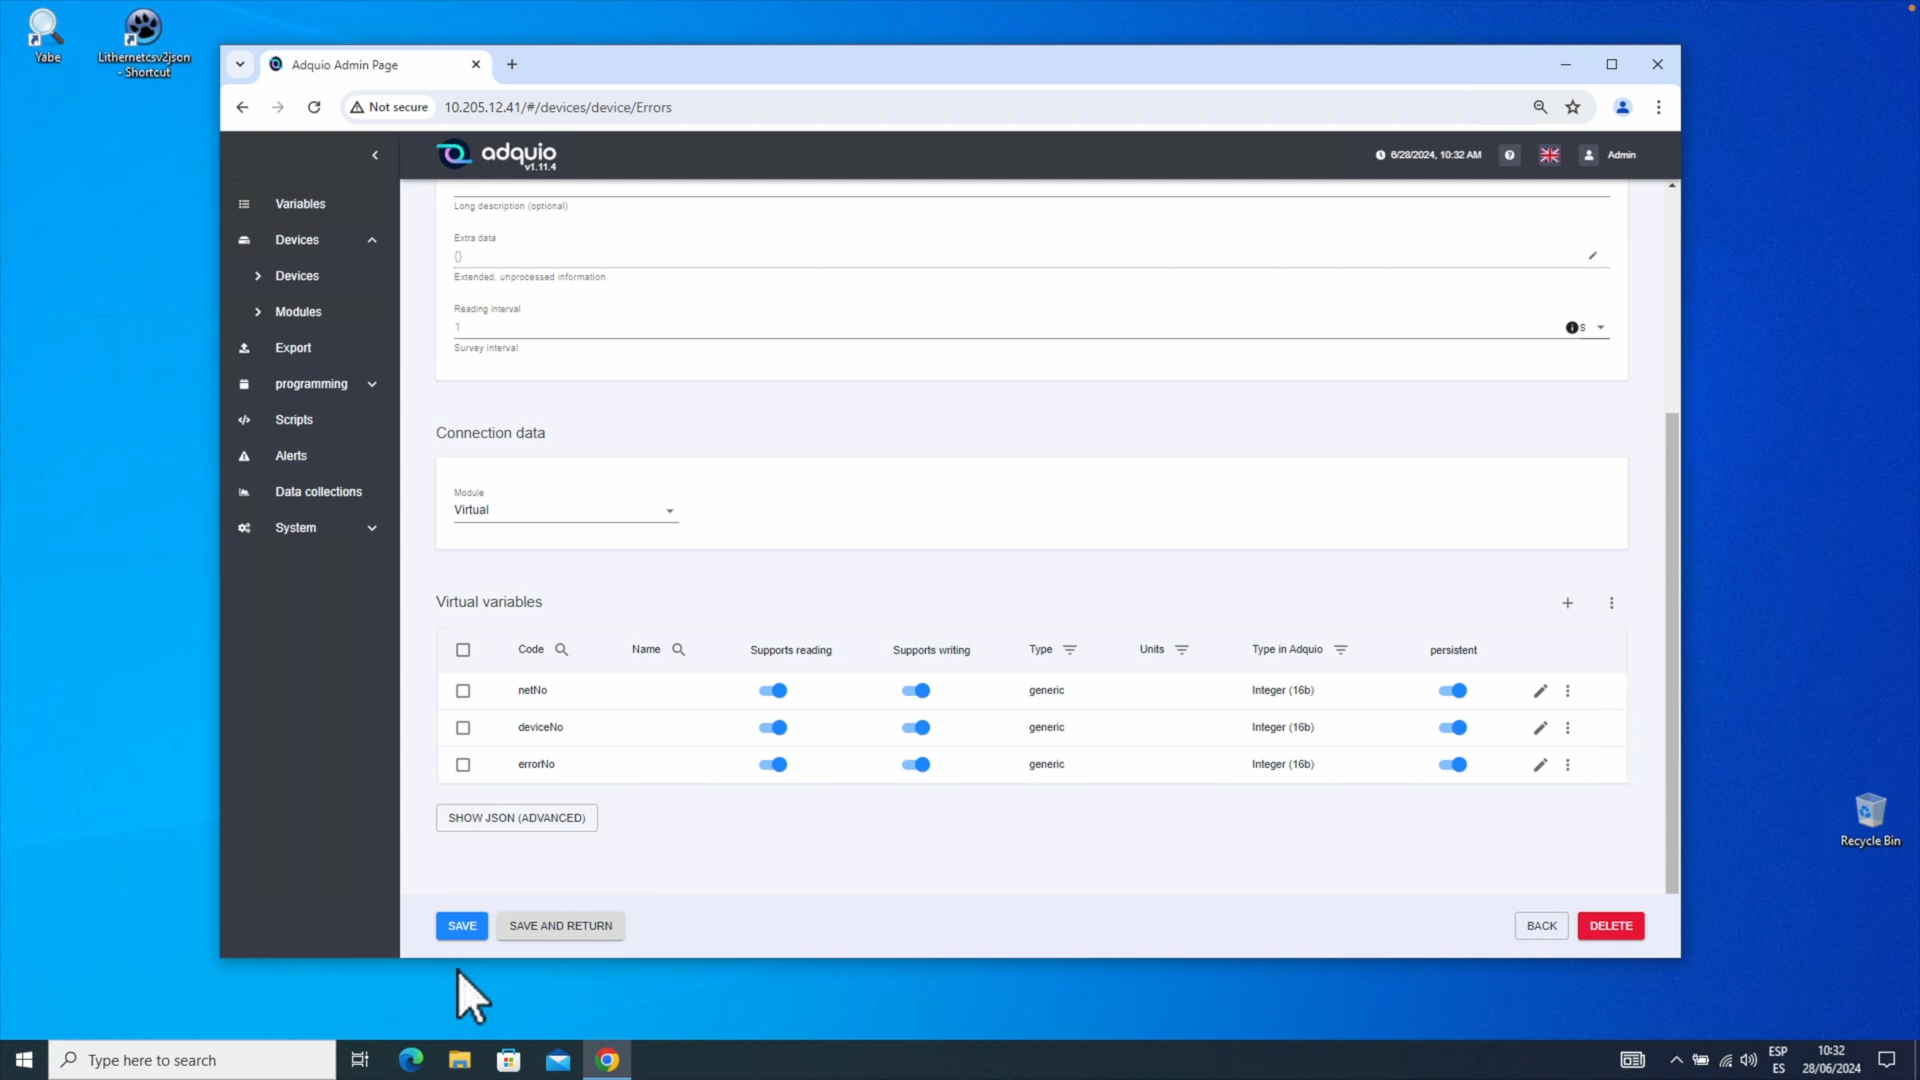 Yabe
Lithernetcsv2json
- Shortcut
Adquio Admin Page
Not secure
10.205.12.41/#/devices/device/Errors
adquio
v1.11.4
6/28/2024, 10:32 AM
Admin
Variables
Devices
Devices
Modules
Export
programming
Scripts
Alerts
Data collections
System
Long description (optional)
Extra data
{}
Extended, unprocessed information
Reading interval
1
s
Survey interval
Connection data
Module
Virtual
Virtual variables
Code Name Supports reading Supports writing Type Units Type in Adquio persistent
netNo generic Integer (16b)
deviceNo generic Integer (16b)
errorNo generic Integer (16b)
SHOW JSON (ADVANCED)
SAVE SAVE AND RETURN BACK DELETE
Recycle Bin
Type here to search
ESP
ES
10:32
28/06/2024